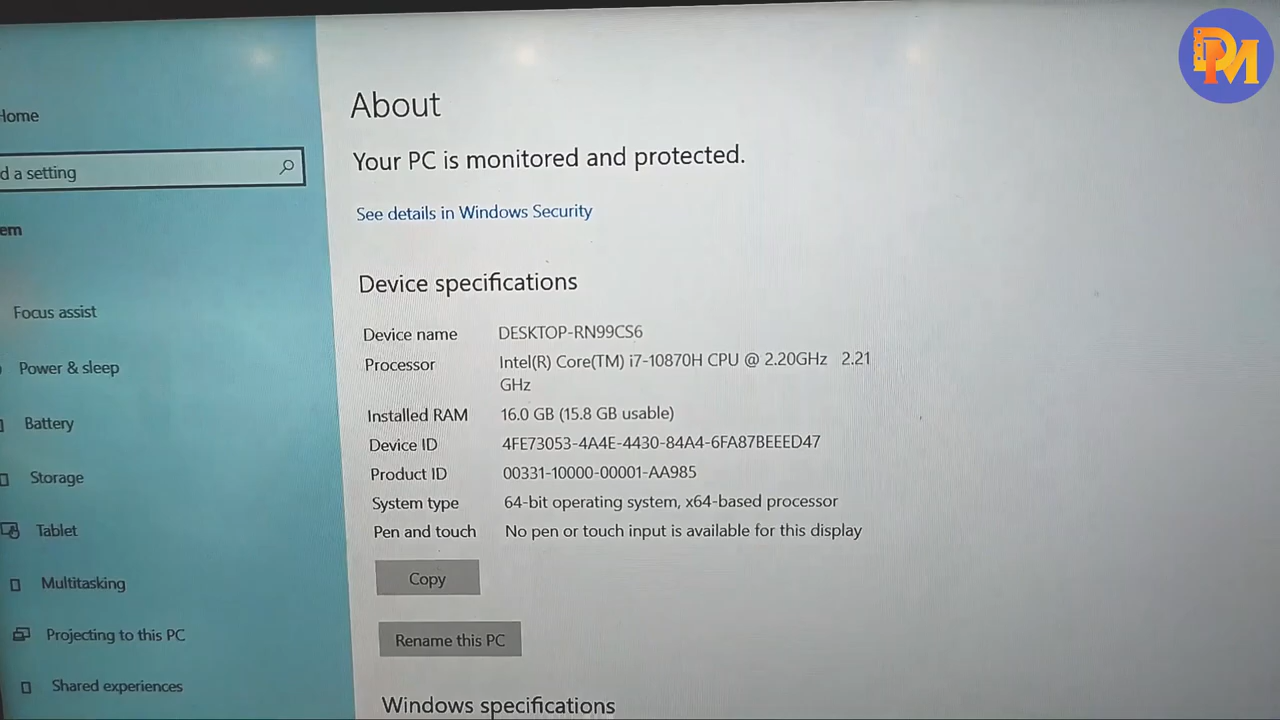 DM
Home
About
Your PC is monitored and protected.
d a setting
See details in Windows Security
em
Device specifications
Focus assist
Device name DESKTOP-RN99CS6
Power & sleep
Processor Intel(R) Core(TM) i7-10870H CPU @ 2.20GHz 2.21
GHz
Battery
Installed RAM 16.0 GB (15.8 GB usable)
Device ID 4FE73053-4A4E-4430-84A4-6FA87BEEED47
Storage
Product ID 00331-10000-00001-AA985
System type 64-bit operating system, x64-based processor
Tablet
Pen and touch No pen or touch input is available for this display
Multitasking
Copy
Projecting to this PC
Rename this PC
Shared experiences
Windows specifications